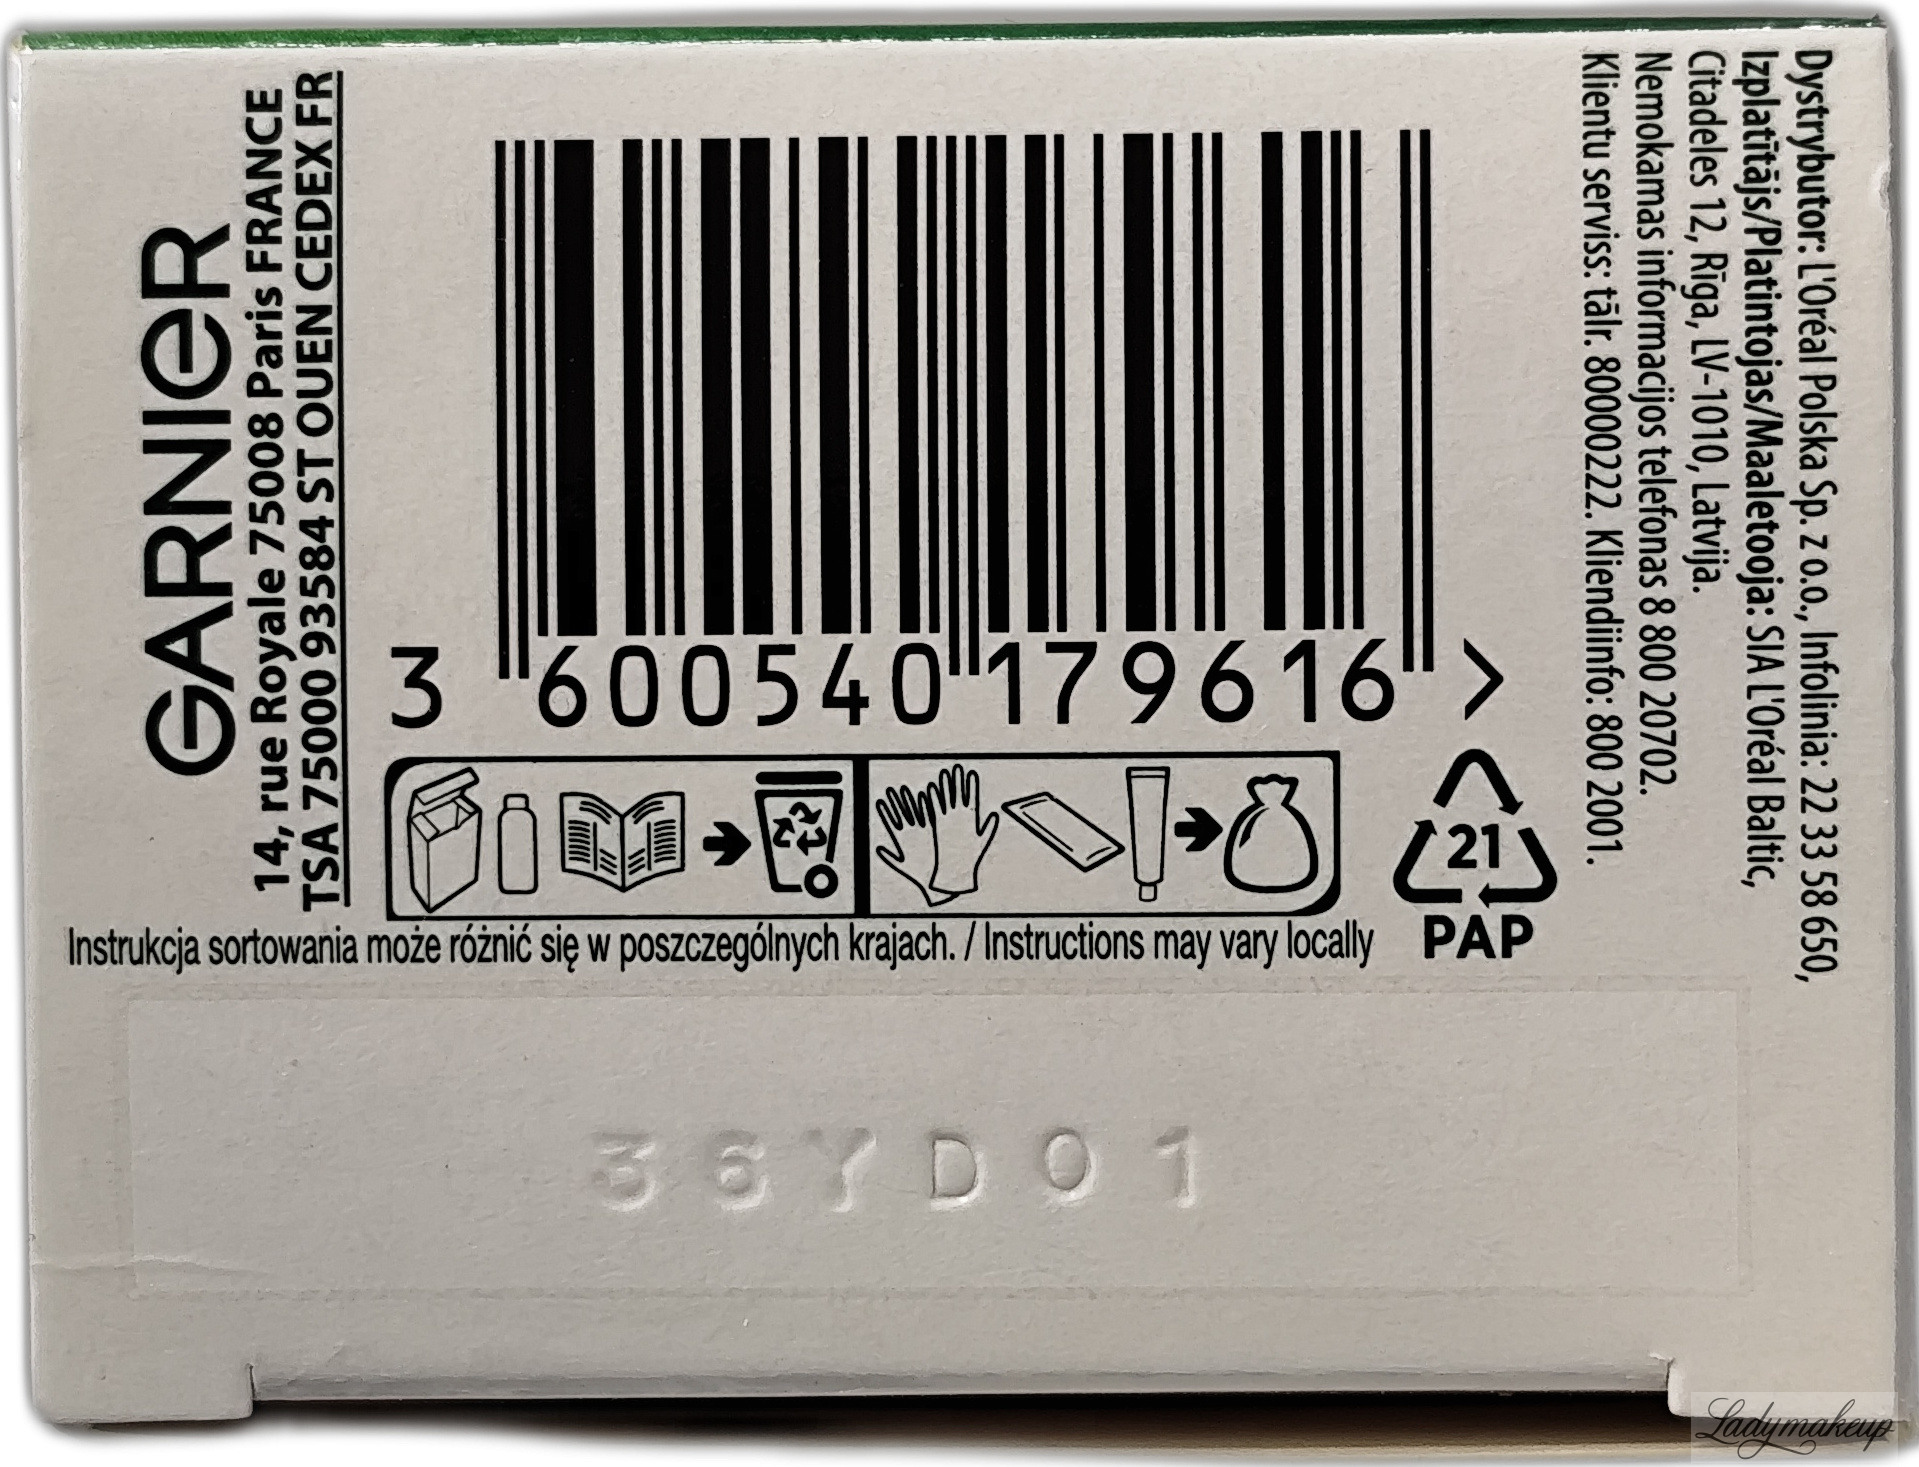 GARNIER
14, rue Royale 75008 Paris FRANCE
TSA 75000 93584 ST OUEN CEDEX FR
3 600540 179616 >
21
PAP
Instrukcja sortowania może różnić się w poszczególnych krajach. / Instructions may vary locally
Dystrybutor: L'Oréal Polska Sp. z o.o., Infolinia: 22 33 58 650,
Izplatītājs/Platintojas/Maaletooja: SIA L'Oréal Baltic,
Citadeles 12, Rīga, LV-1010, Latvija.
Nemokamas informacijos telefonas 8 800 20702.
Klientu serviss: tālr. 80000222. Kliendiinfo: 800 2001.
36YD01
Ladymakeup